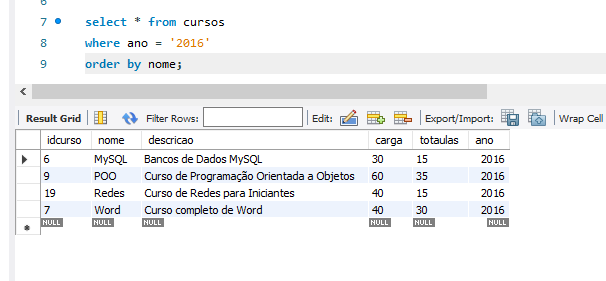 6
7 select * from cursos
8 where ano = '2016'
9 order by nome;
Result Grid Filter Rows: Edit: Export/Import: Wrap Cell
idcurso nome descricao carga totaulas ano
6 MySQL Bancos de Dados MySQL 30 15 2016
9 POO Curso de Programação Orientada a Objetos 60 35 2016
19 Redes Curso de Redes para Iniciantes 40 15 2016
7 Word Curso completo de Word 40 30 2016
NULL NULL NULL NULL NULL NULL